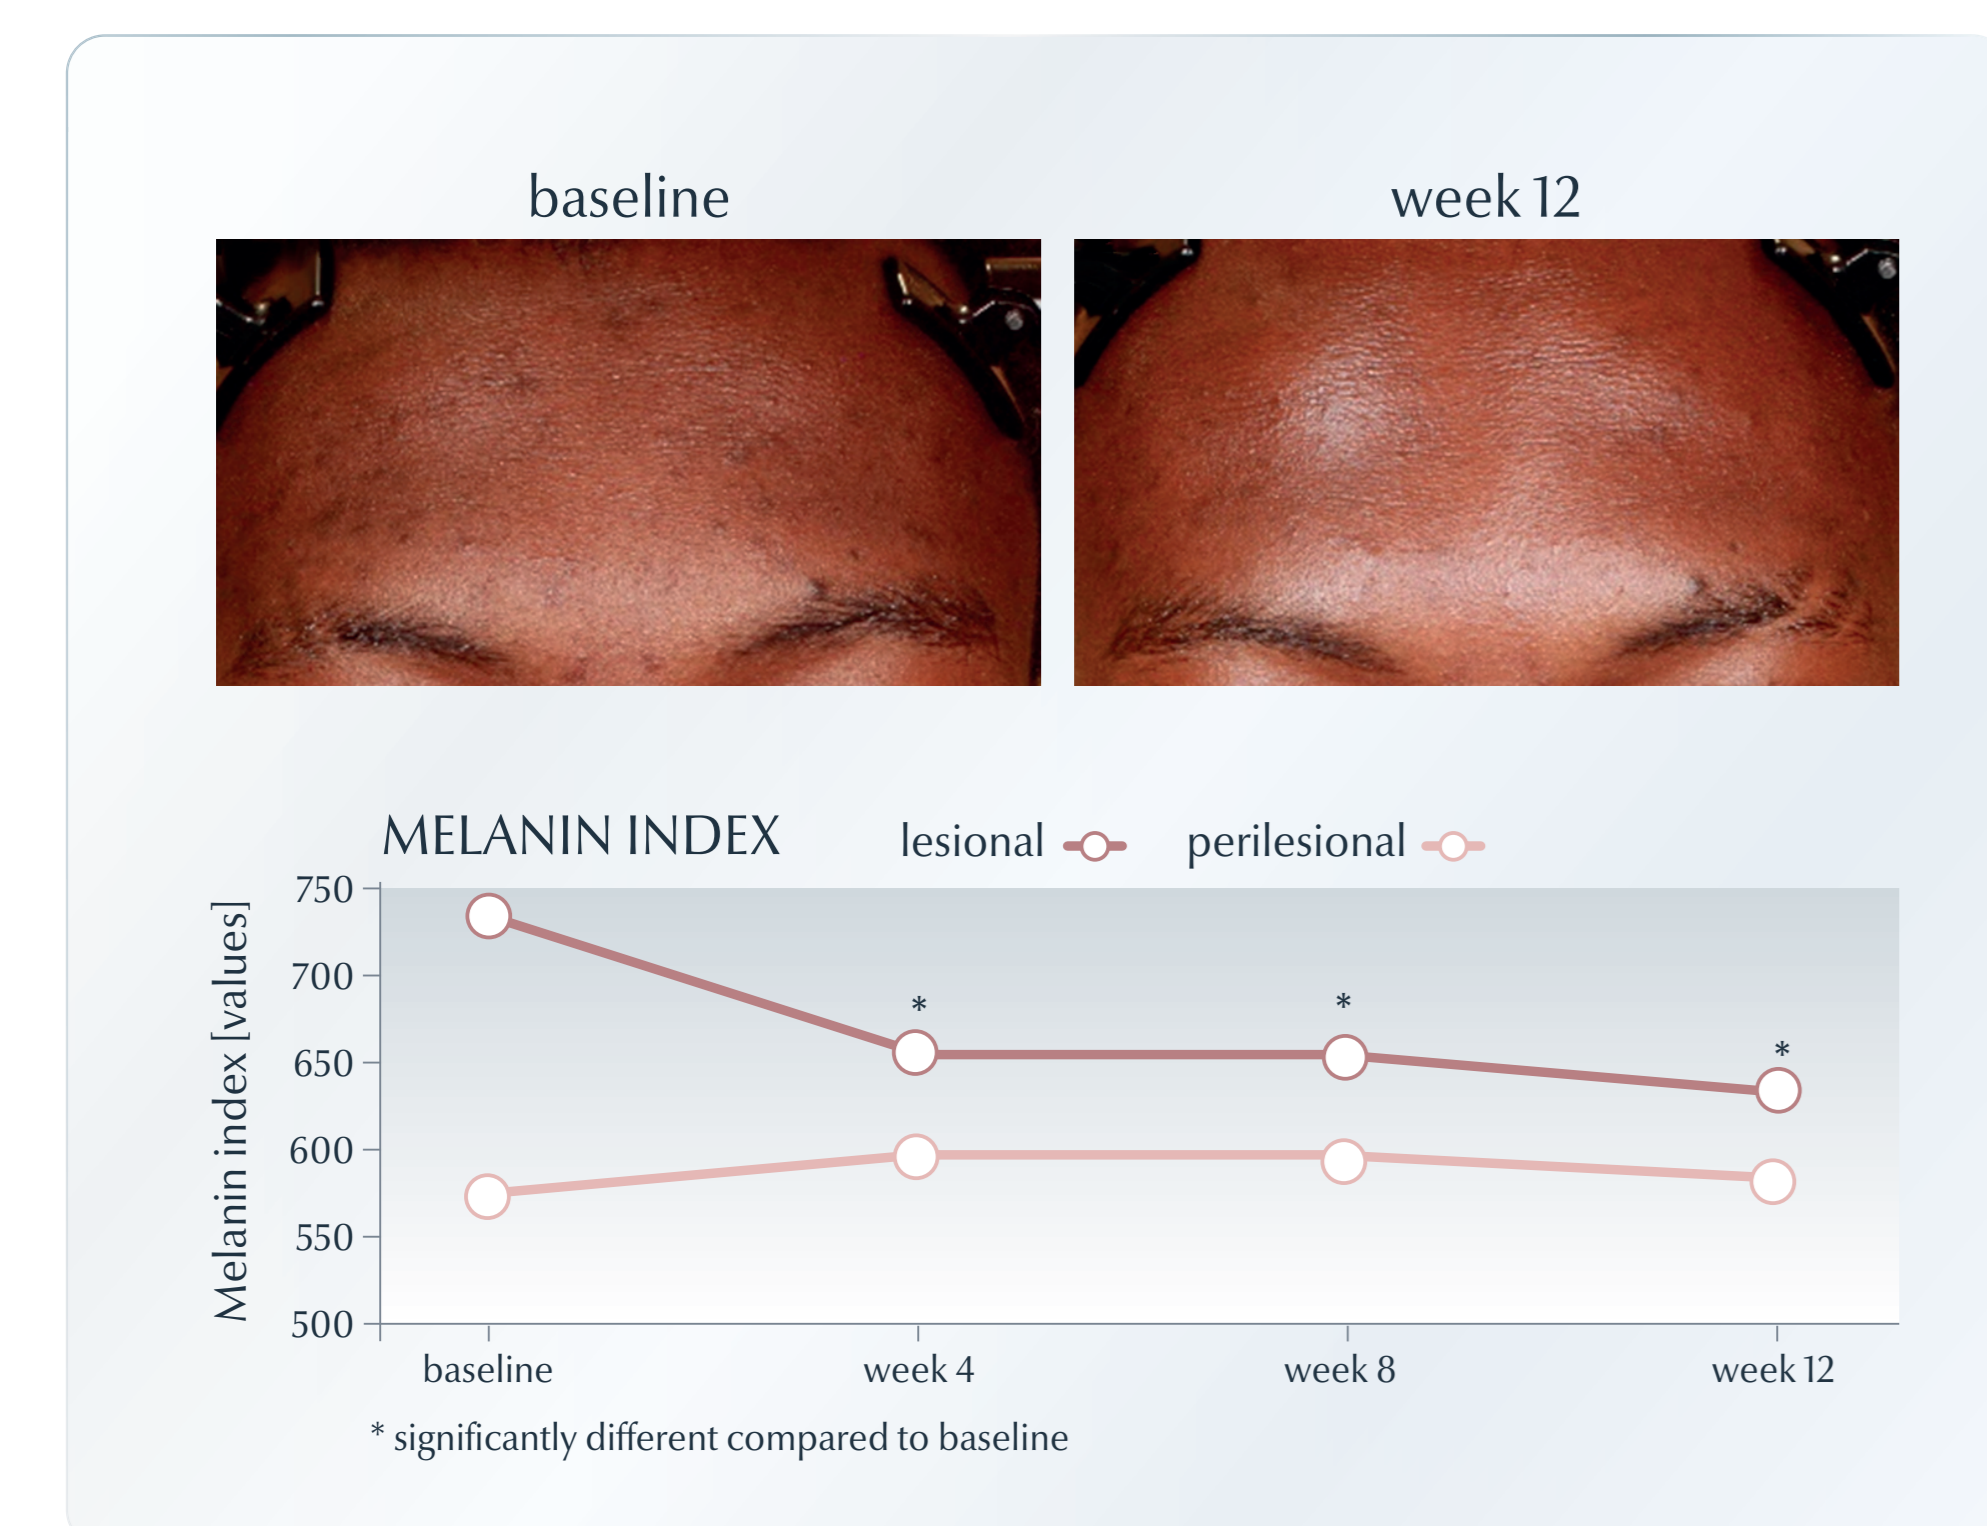 baseline
week 12
MELANIN INDEX
lesional
perilesional
Melanin index [values]
750
700
650
600
550
500
*
*
*
baseline
week 4
week 8
week 12
* significantly different compared to baseline